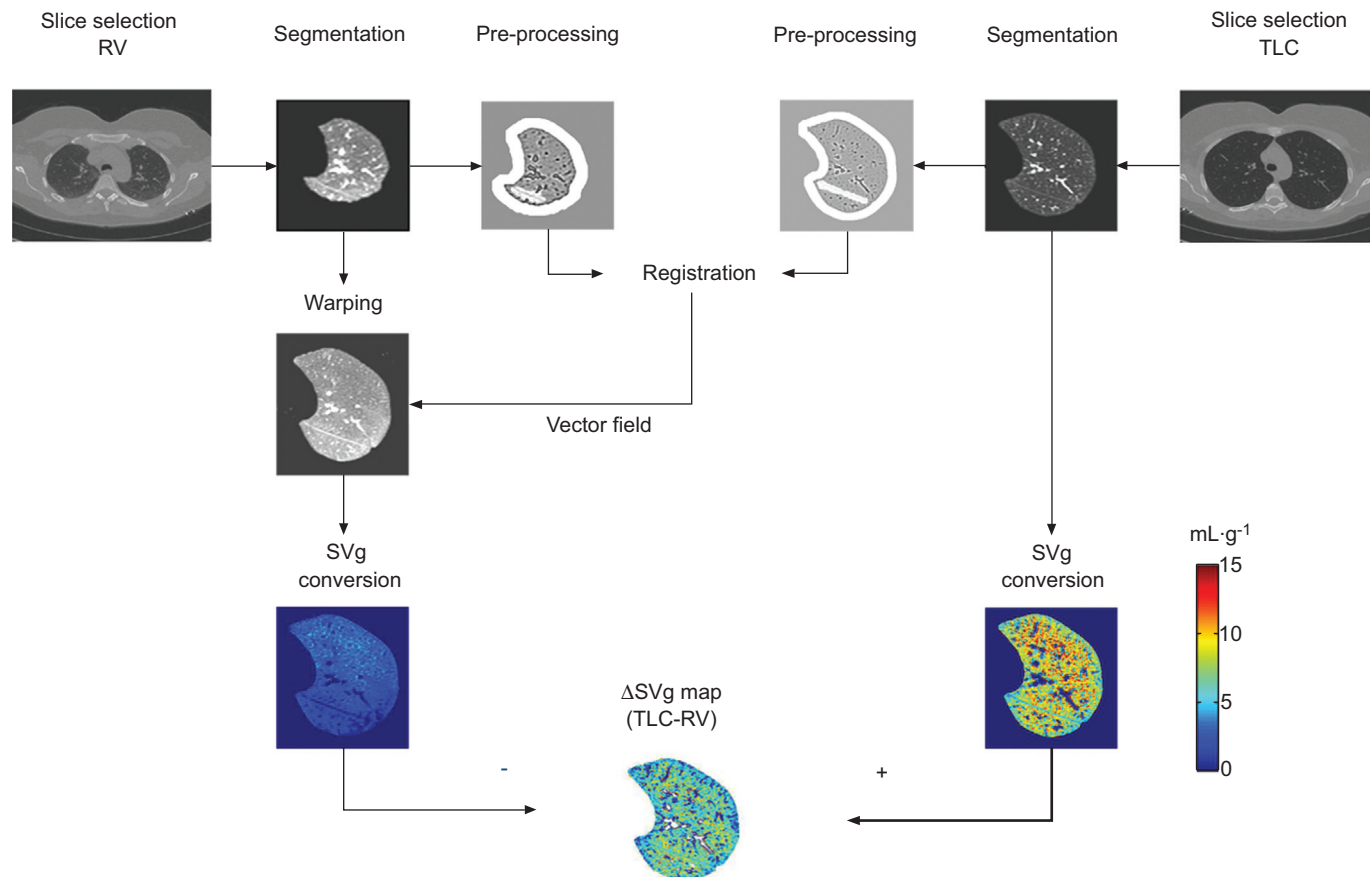 Slice selection
RV
Segmentation
Pre-processing
Pre-processing
Segmentation
Slice selection
TLC
Registration
Warping
Vector field
SVg
conversion
SVg
conversion
mL·g-1
15
10
5
0
ΔSVg map
(TLC-RV)
-
+